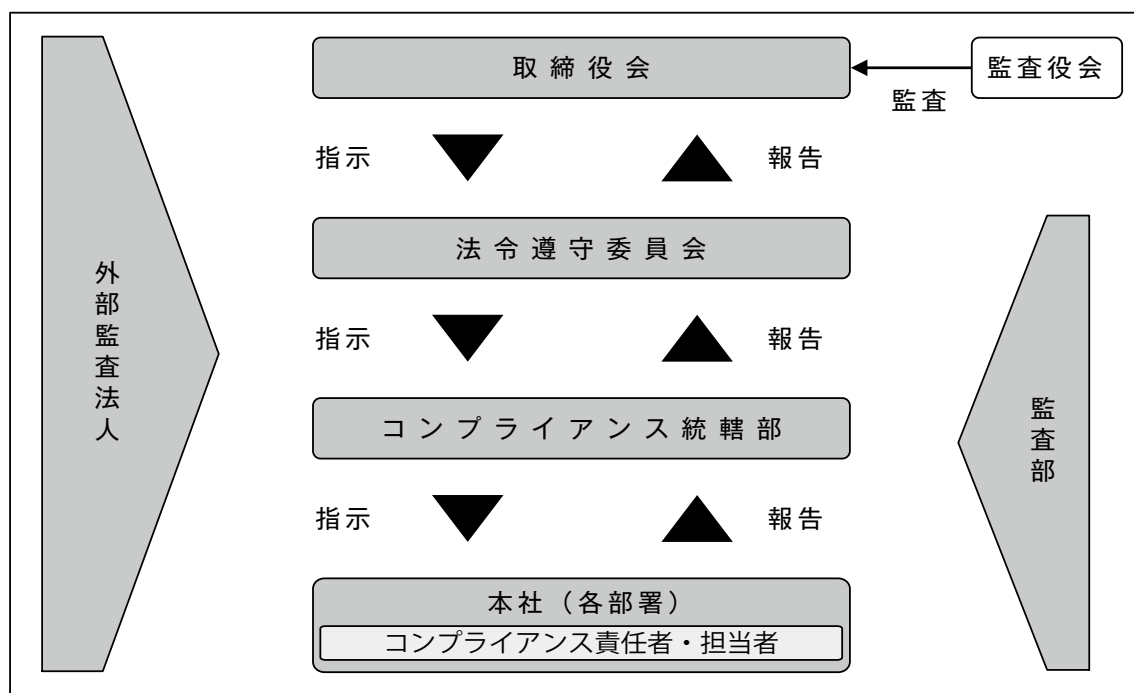 取締役会
監査役会
監査
指示
報告
法令遵守委員会
指示
報告
コンプライアンス統轄部
指示
報告
本社（各部署）
コンプライアンス責任者・担当者
外部監査法人
監査部